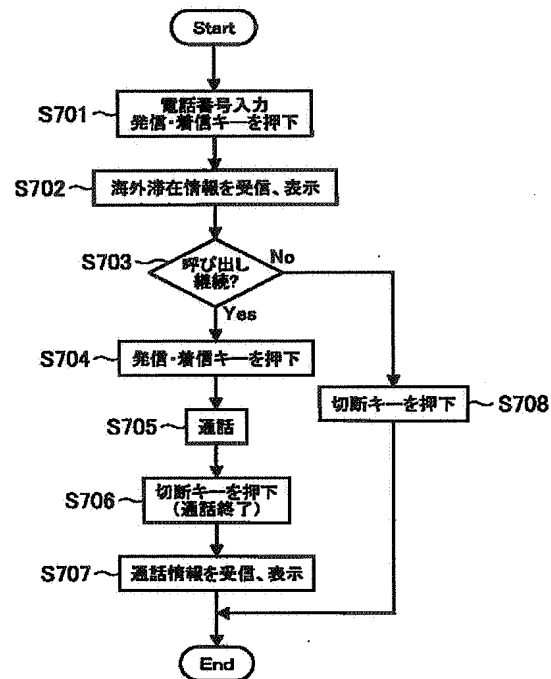 Start
S701
電話番号入力
発信・着信キーを押下
S702
海外滞在情報を受信、表示
S703
呼び出し
継続?
No
Yes
S704
発信・着信キーを押下
S705
通話
切断キーを押下
S708
S706
切断キーを押下
(通話終了)
S707
通話情報を受信、表示
End